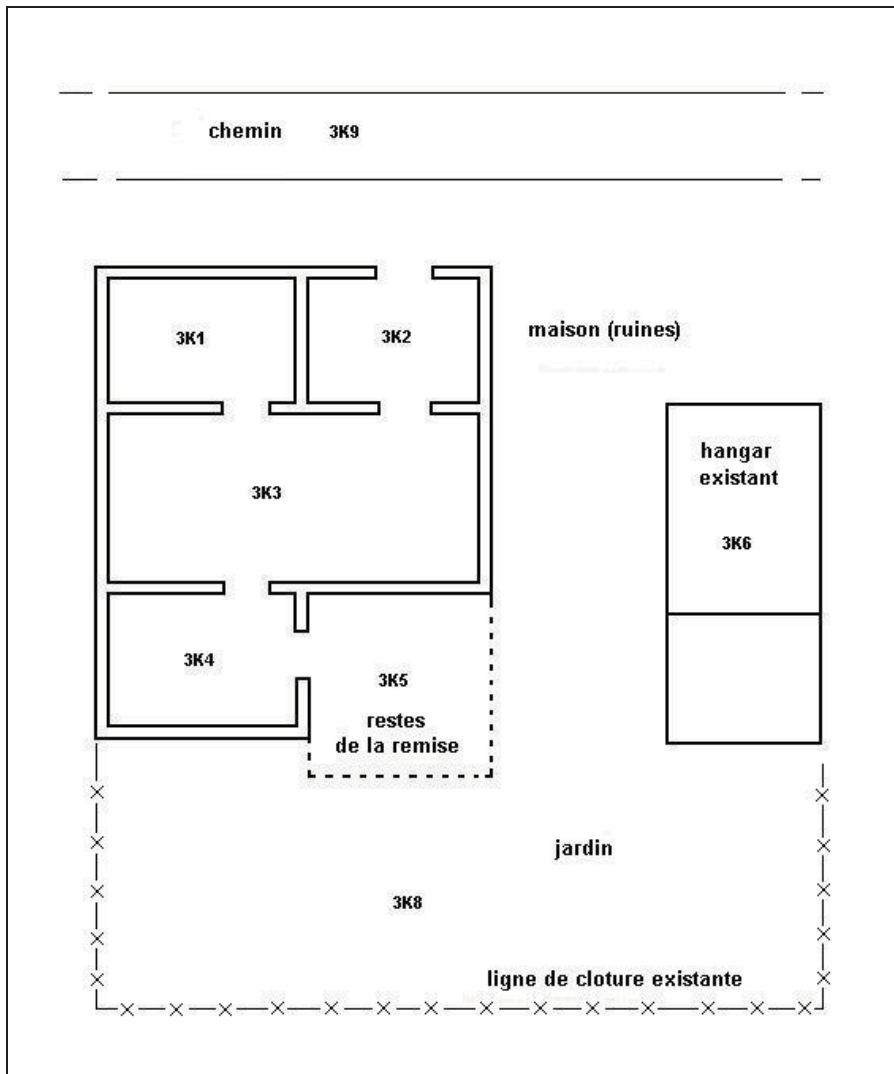 chemin 3K9
3K1
3K2
maison (ruines)
hangar
existant
3K3
3K6
3K4
3K5
restes
de la remise
jardin
3K8
ligne de cloture existante